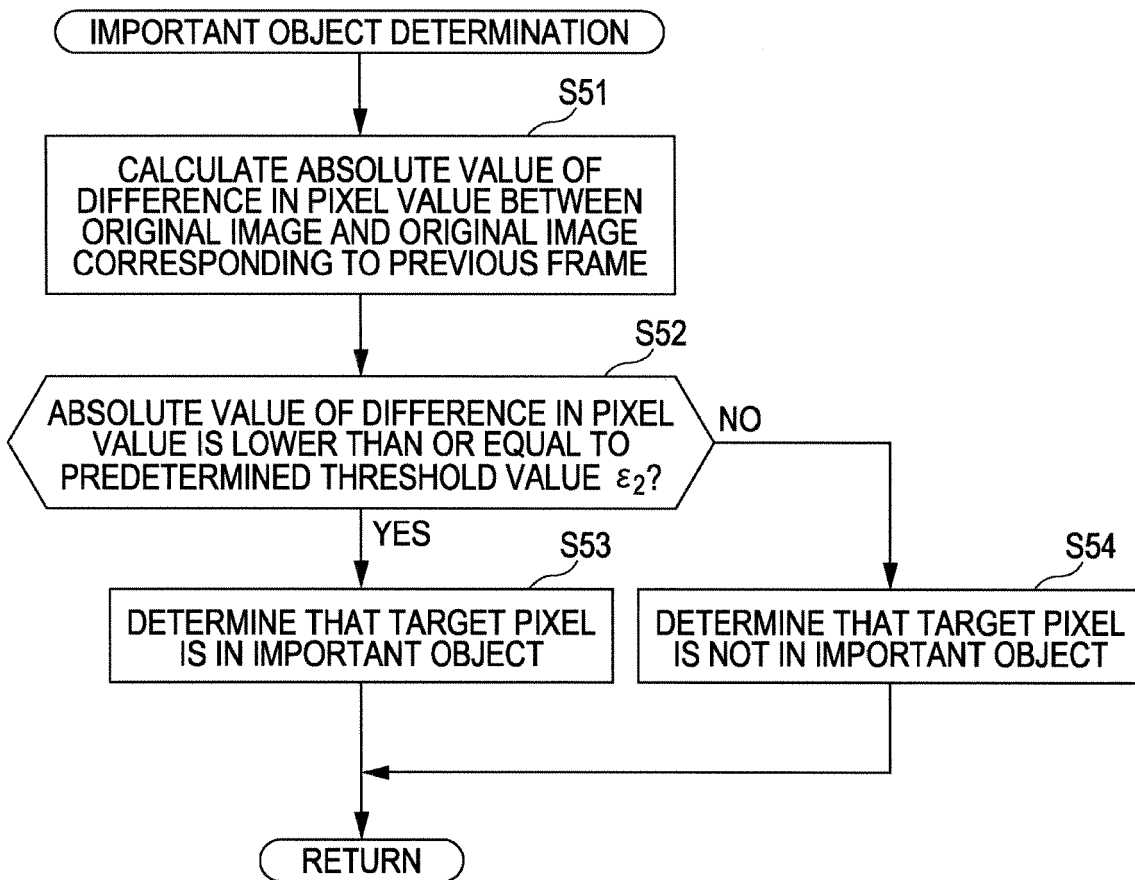 IMPORTANT OBJECT DETERMINATION
S51
CALCULATE ABSOLUTE VALUE OF
DIFFERENCE IN PIXEL VALUE BETWEEN
ORIGINAL IMAGE AND ORIGINAL IMAGE
CORRESPONDING TO PREVIOUS FRAME
S52
ABSOLUTE VALUE OF DIFFERENCE IN PIXEL
VALUE IS LOWER THAN OR EQUAL TO
PREDETERMINED THRESHOLD VALUE ε₂?
NO
YES
S53
DETERMINE THAT TARGET PIXEL
IS IN IMPORTANT OBJECT
S54
DETERMINE THAT TARGET PIXEL
IS NOT IN IMPORTANT OBJECT
RETURN